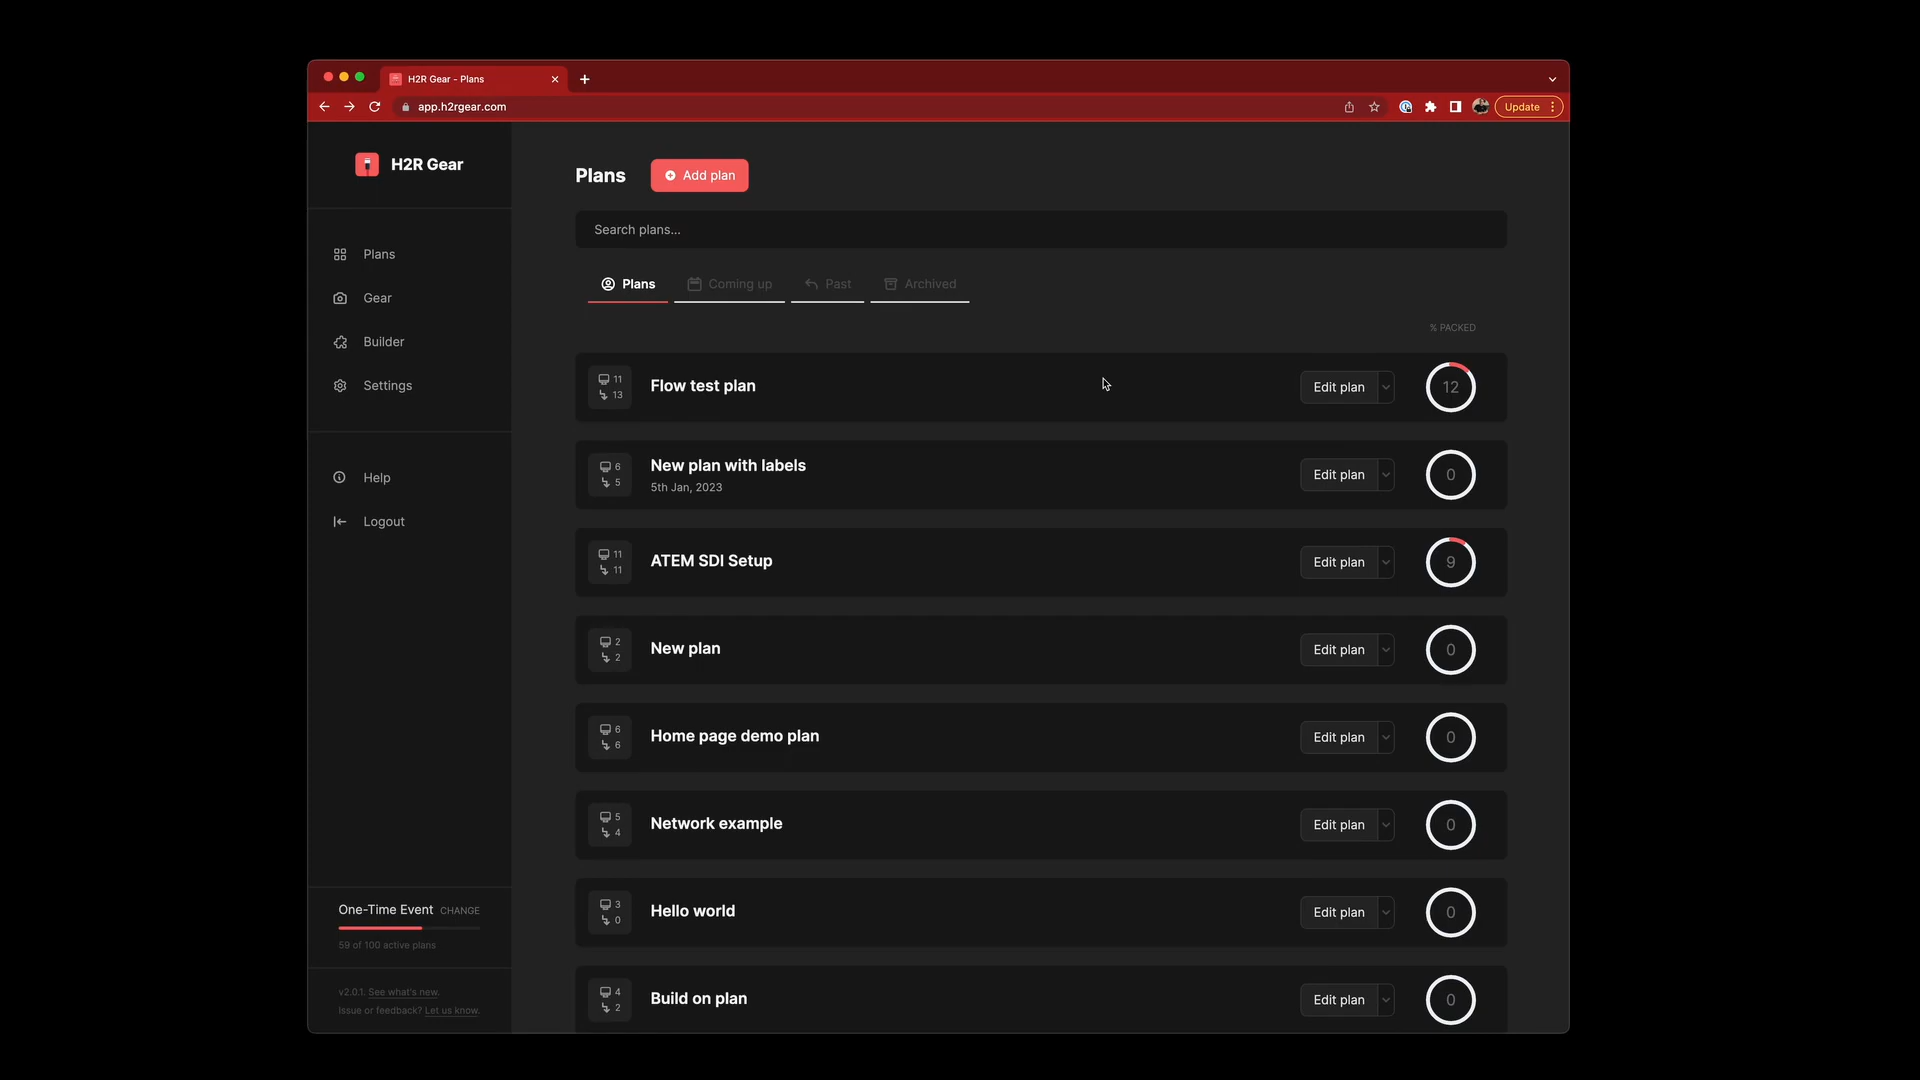 H2R Gear - Plans
app.h2rgear.com
Update
H2R Gear
Plans
Gear
Builder
Settings
Help
Logout
One-Time Event CHANGE
59 of 100 active plans
v2.0.1. See what's new.
Issue or feedback? Let us know.
Plans
Add plan
Search plans...
Plans
Coming up
Past
Archived
% PACKED
11
13
Flow test plan
Edit plan
12
6
5
New plan with labels
5th Jan, 2023
Edit plan
0
11
11
ATEM SDI Setup
Edit plan
9
2
2
New plan
Edit plan
0
6
6
Home page demo plan
Edit plan
0
5
4
Network example
Edit plan
0
3
0
Hello world
Edit plan
0
4
2
Build on plan
Edit plan
0